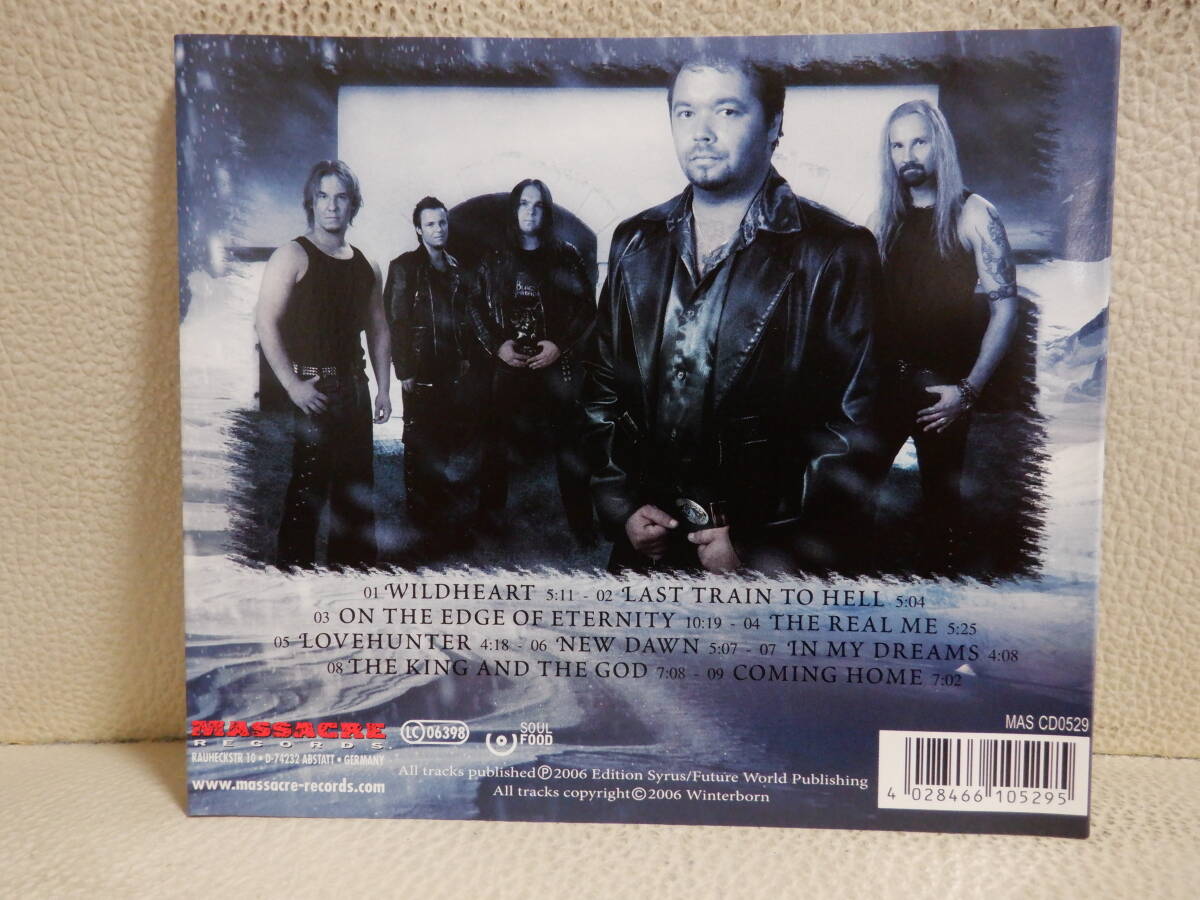 01 WILDHEART 5:11 - 02 LAST TRAIN TO HELL 5:04
03 ON THE EDGE OF ETERNITY 10:19 - 04 THE REAL ME 5:25
05 LOVEHUNTER 4:18 - 06 NEW DAWN 5:07 - 07 IN MY DREAMS 4:08
08 THE KING AND THE GOD 7:08 - 09 COMING HOME 7:02
MASSACRE
RECORDS.
RAUHECKSTR 10 • D-74232 ABSTATT • GERMANY
www.massacre-records.com
LC 06398
SOUL
FOOD
All tracks published Ⓟ 2006 Edition Syrus/Future World Publishing
All tracks copyright © 2006 Winterborn
MAS CD0529
4 028466 105295